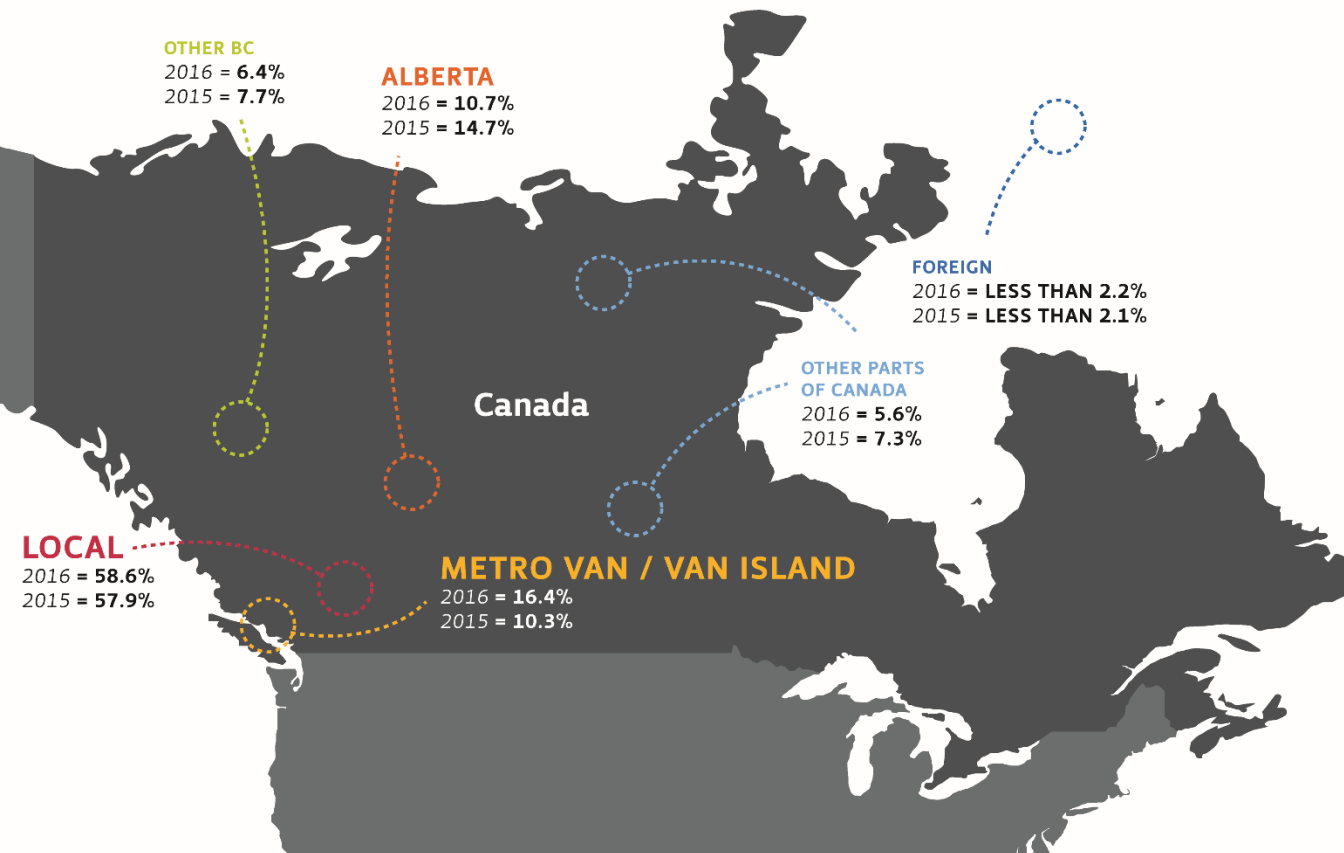 OTHER BC
2016 = 6.4%
2015 = 7.7%
ALBERTA
2016 = 10.7%
2015 = 14.7%
FOREIGN
2016 = LESS THAN 2.2%
2015 = LESS THAN 2.1%
OTHER PARTS
OF CANADA
2016 = 5.6%
2015 = 7.3%
Canada
LOCAL
2016 = 58.6%
2015 = 57.9%
METRO VAN / VAN ISLAND
2016 = 16.4%
2015 = 10.3%